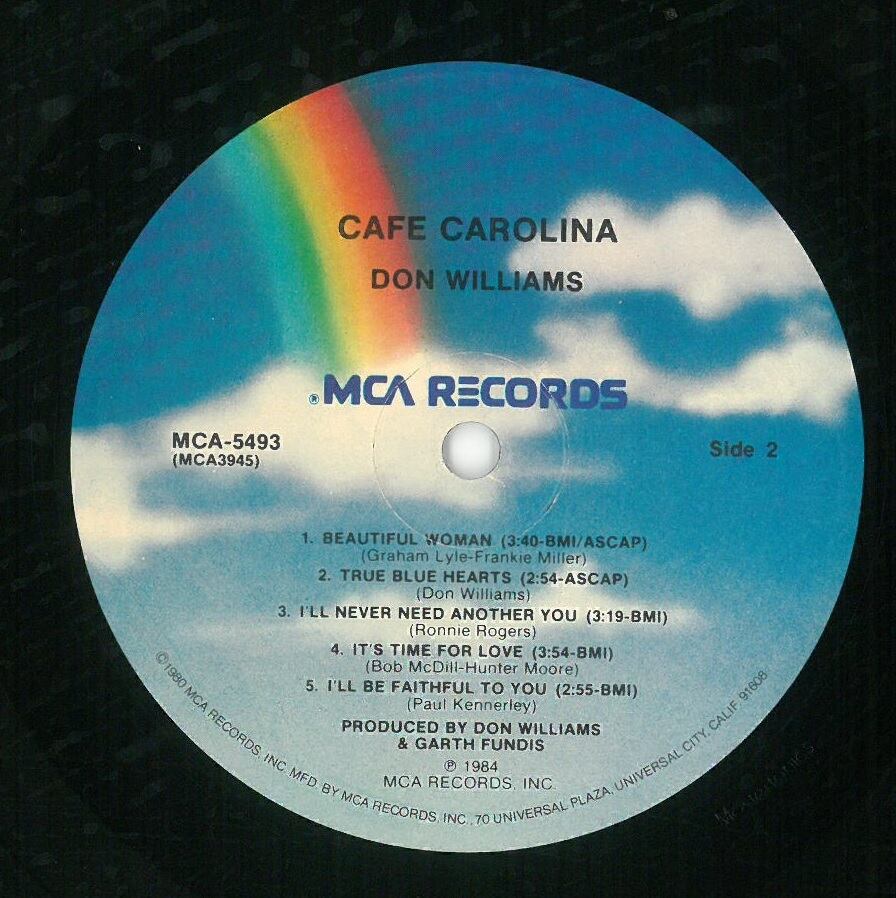 CAFE CAROLINA
DON WILLIAMS
®MCA RECORDS
MCA-5493
(MCA3945)
Side 2
1. BEAUTIFUL WOMAN (3:40-BMI/ASCAP)
(Graham Lyle-Frankie Miller)
2. TRUE BLUE HEARTS (2:54-ASCAP)
(Don Williams)
3. I'LL NEVER NEED ANOTHER YOU (3:19-BMI)
(Ronnie Rogers)
4. IT'S TIME FOR LOVE (3:54-BMI)
(Bob McDill-Hunter Moore)
5. I'LL BE FAITHFUL TO YOU (2:55-BMI)
(Paul Kennerley)
PRODUCED BY DON WILLIAMS
& GARTH FUNDIS
℗ 1984
MCA RECORDS, INC.
©1980 MCA RECORDS, INC. MFD. BY MCA RECORDS, INC., 70 UNIVERSAL PLAZA, UNIVERSAL CITY, CALIF. 91608